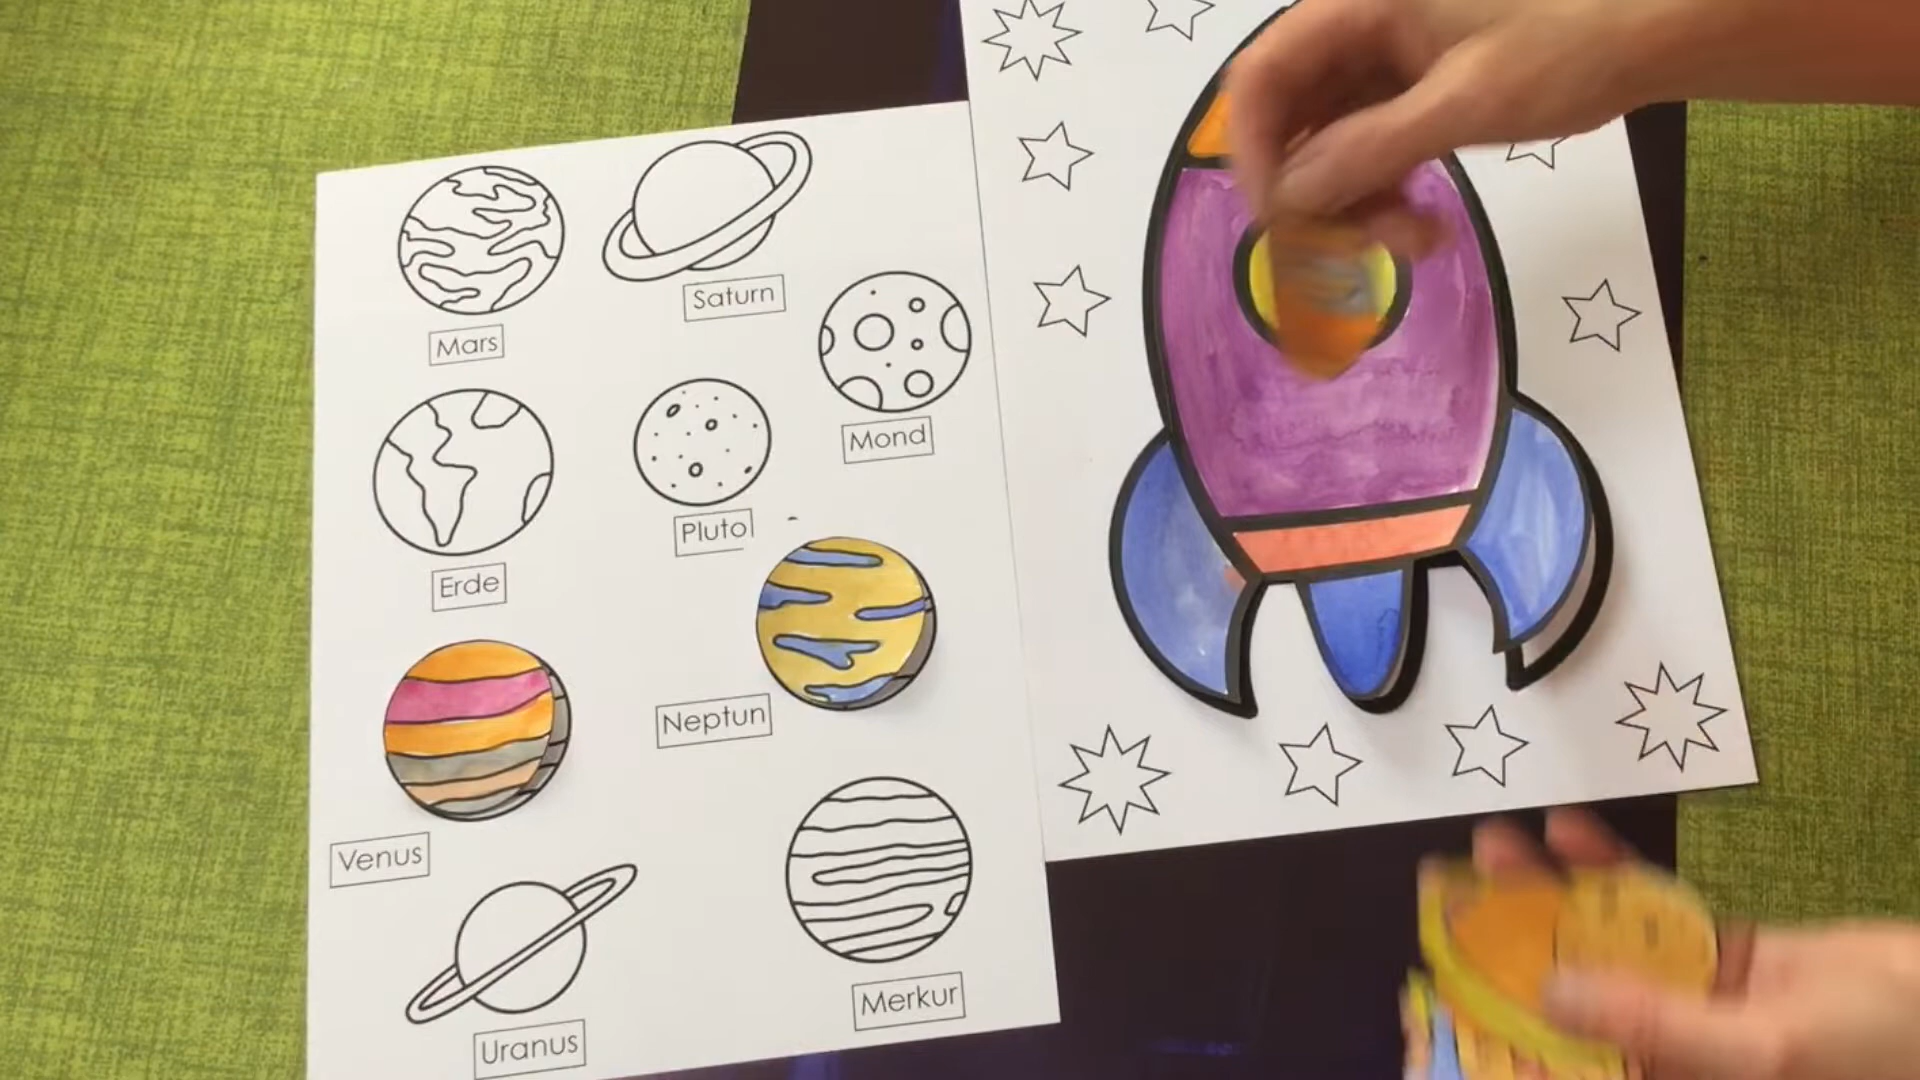 Mars
Saturn
Mond
Erde
Pluto
Neptun
Venus
Uranus
Merkur